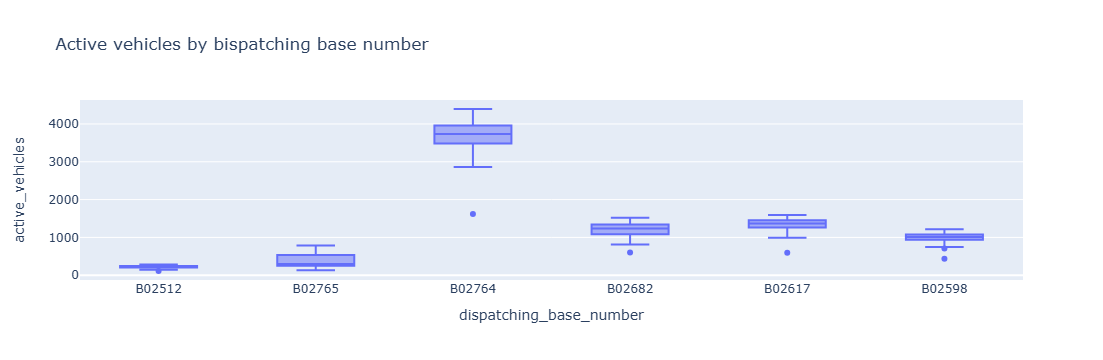 Active vehicles by bispatching base number
active_vehicles
4000
3000
2000
1000
0
B02512 B02765 B02764 B02682 B02617 B02598
dispatching_base_number